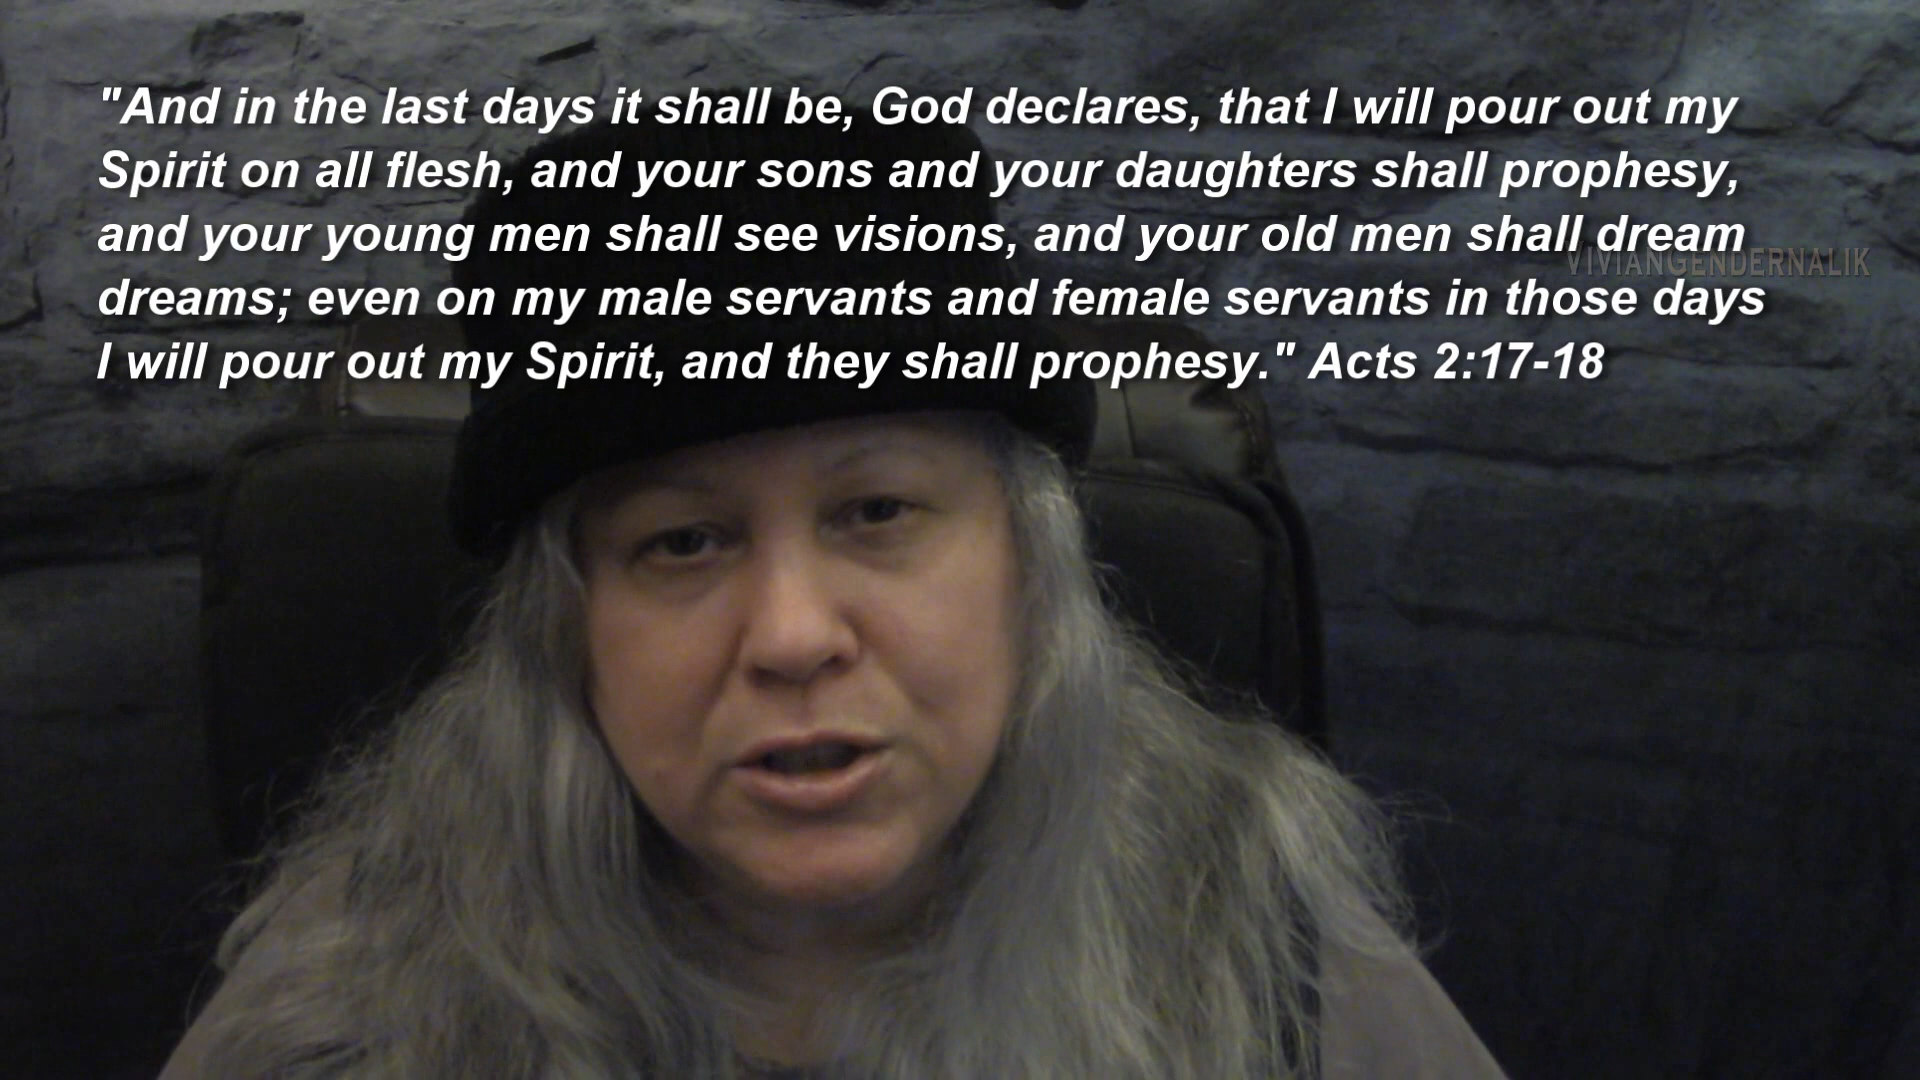 "And in the last days it shall be, God declares, that I will pour out my
Spirit on all flesh, and your sons and your daughters shall prophesy,
and your young men shall see visions, and your old men shall dream
VIVIANGENDERNALIK
dreams; even on my male servants and female servants in those days
I will pour out my Spirit, and they shall prophesy." Acts 2:17-18